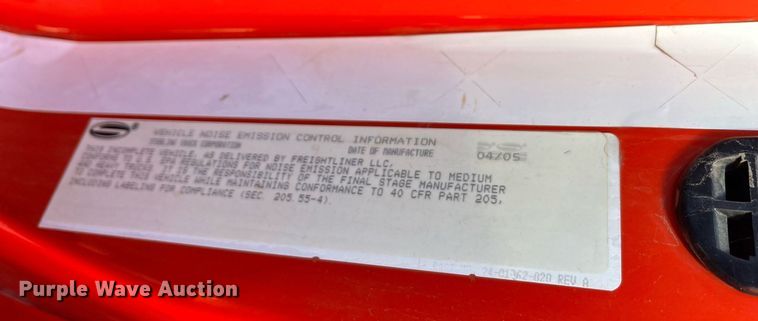 VEHICLE NOISE EMISSION CONTROL INFORMATION
STERLING TRUCK CORPORATION DATE OF MANUFACTURE 04/05
THIS INCOMPLETE VEHICLE, AS DELIVERED BY FREIGHTLINER LLC,
CONFORMS TO U.S. EPA REGULATIONS FOR NOISE EMISSION APPLICABLE TO MEDIUM
AND HEAVY TRUCKS. IT IS THE RESPONSIBILITY OF THE FINAL STAGE MANUFACTURER
TO COMPLETE THIS VEHICLE WHILE MAINTAINING CONFORMANCE TO 40 CFR PART 205,
INCLUDING LABELING FOR COMPLIANCE (SEC. 205.55-4).
24-01362-020 REV A
Purple Wave Auction